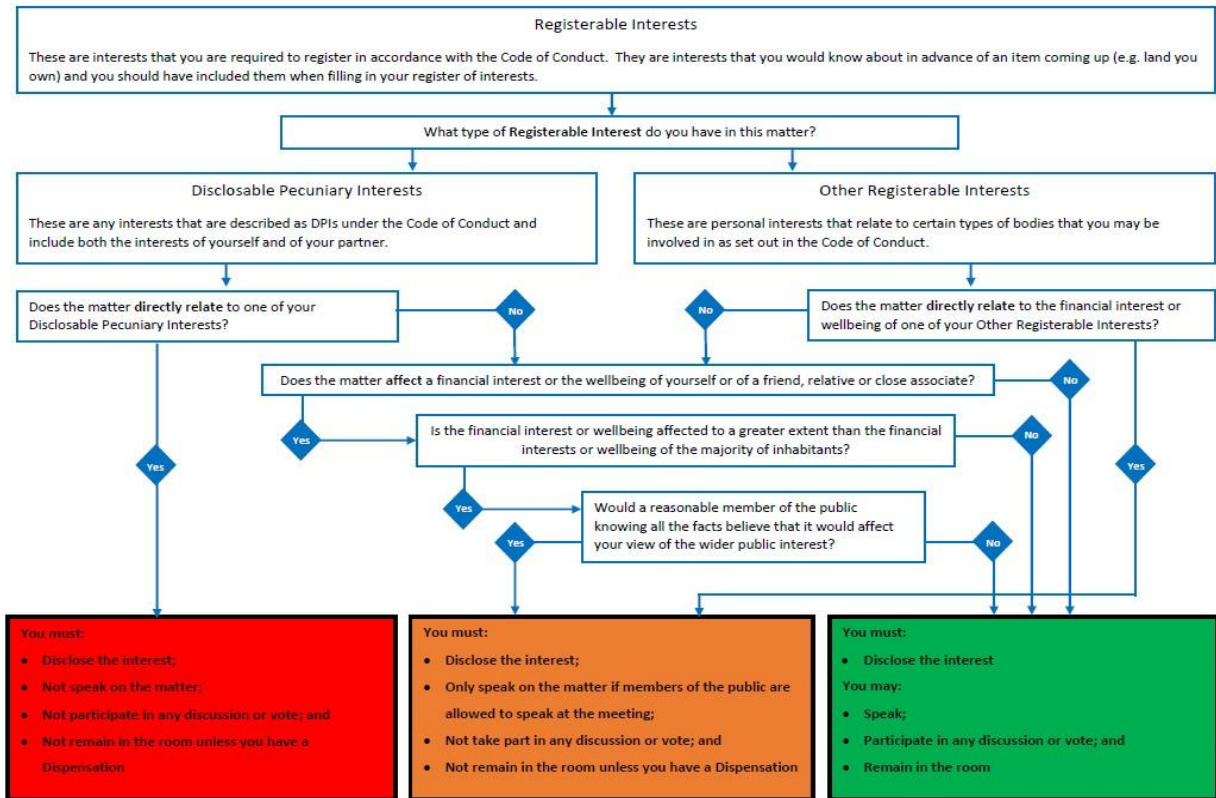 Registerable Interests
These are interests that you are required to register in accordance with the Code of Conduct. They are interests that you would know about in advance of an item coming up (e.g. land you
own) and you should have included them when filling in your register of interests.
What type of Registerable Interest do you have in this matter?
Disclosable Pecuniary Interests
These are any interests that are described as DPIs under the Code of Conduct and
include both the interests of yourself and of your partner.
Other Registerable Interests
These are personal interests that relate to certain types of bodies that you may be
involved in as set out in the Code of Conduct.
Does the matter directly relate to one of your
Disclosable Pecuniary Interests?
No
No
Does the matter directly relate to the financial interest or
wellbeing of one of your Other Registerable Interests?
Does the matter affect a financial interest or the wellbeing of yourself or of a friend, relative or close associate?
No
Yes
Is the financial interest or wellbeing affected to a greater extent than the financial
interests or wellbeing of the majority of inhabitants?
No
Yes
Yes
Yes
Would a reasonable member of the public
knowing all the facts believe that it would affect
your view of the wider public interest?
Yes
No
You must:
• Disclose the interest;
• Not speak on the matter;
• Not participate in any discussion or vote; and
• Not remain in the room unless you have a
Dispensation
You must:
• Disclose the interest;
• Only speak on the matter if members of the public are
allowed to speak at the meeting;
• Not take part in any discussion or vote; and
• Not remain in the room unless you have a Dispensation
You must:
• Disclose the interest
You may:
• Speak;
• Participate in any discussion or vote; and
• Remain in the room